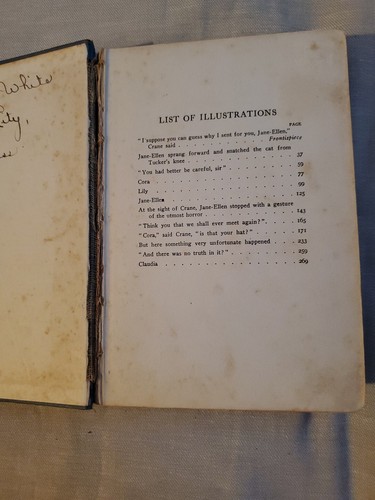 White
City,
LIST OF ILLUSTRATIONS
PAGE
"I suppose you can guess why I sent for you, Jane-Ellen,"
Crane said . . . . . . . . . Frontispiece
Jane-Ellen sprang forward and snatched the cat from
Tucker's knee . . . . . . . . . . . 37
"You had better be careful, sir" . . . . . . . . 59
Cora . . . . . . . . . . . . . . 77
Lily . . . . . . . . . . . . . . 99
Jane-Ellen . . . . . . . . . . . . . 125
At the sight of Crane, Jane-Ellen stopped with a gesture
of the utmost horror . . . . . . . . . 143
"Think you that we shall ever meet again?" . . . . 165
"Cora," said Crane, "is that your hat?" . . . . . 171
But here something very unfortunate happened . . . 233
"And there was no truth in it?" . . . . . . . . 259
Claudia . . . . . . . . . . . . . 269